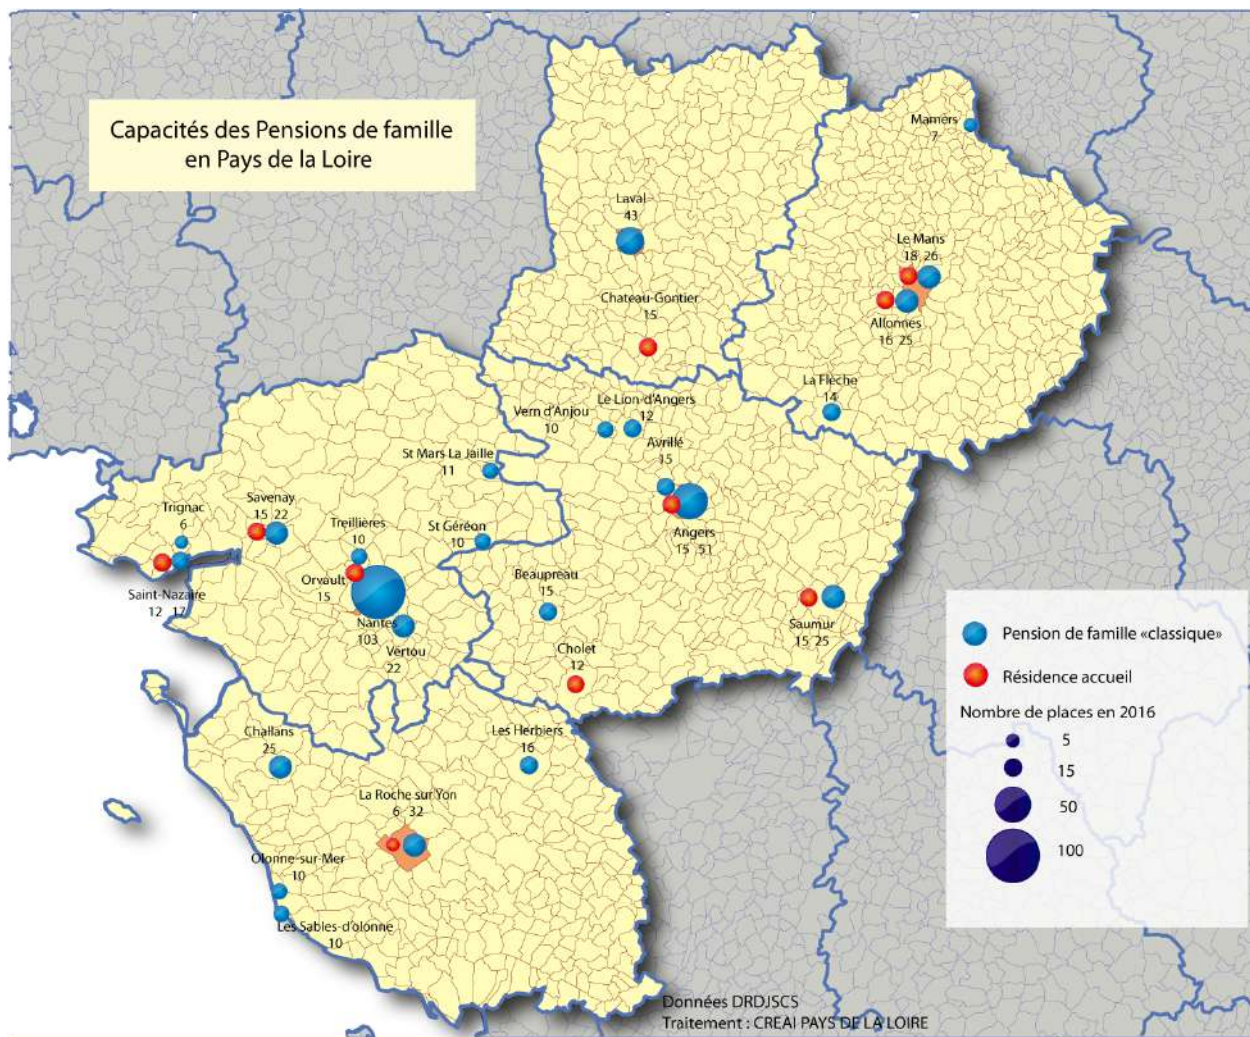 Capacités des Pensions de famille
en Pays de la Loire
Mamers
7
Laval
43
Le Mans
18 26
Chateau-Gontier
15
Allonnes
16 25
La Flèche
14
Le Lion-d'Angers
12
Vern d'Anjou
10
Avrillé
15
St Mars La Jaille
11
Savenay
15 22
Trignac
6
Treillières
10
St Géréon
10
Angers
15 51
Orvault
15
Beaupreau
15
Saint-Nazaire
12 17
Nantes
103
Vertou
22
Saumur
15 25
Cholet
12
Challans
25
Les Herbiers
16
La Roche sur Yon
6 32
Olonne-sur-Mer
10
Les Sables-d'olonne
10
Pension de famille «classique»
Résidence accueil
Nombre de places en 2016
5
15
50
100
Données DRDJSCS
Traitement : CREAI PAYS DE LA LOIRE